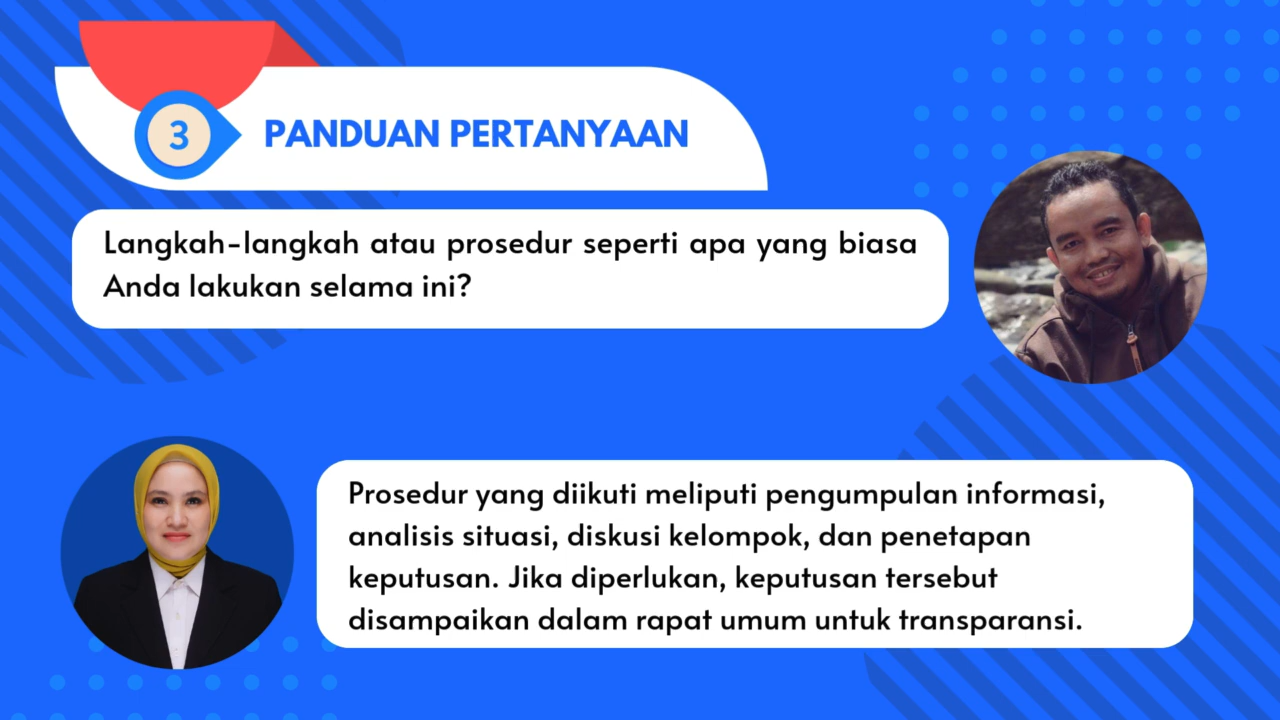 3
PANDUAN PERTANYAAN
Langkah-langkah atau prosedur seperti apa yang biasa
Anda lakukan selama ini?
Prosedur yang diikuti meliputi pengumpulan informasi,
analisis situasi, diskusi kelompok, dan penetapan
keputusan. Jika diperlukan, keputusan tersebut
disampaikan dalam rapat umum untuk transparansi.